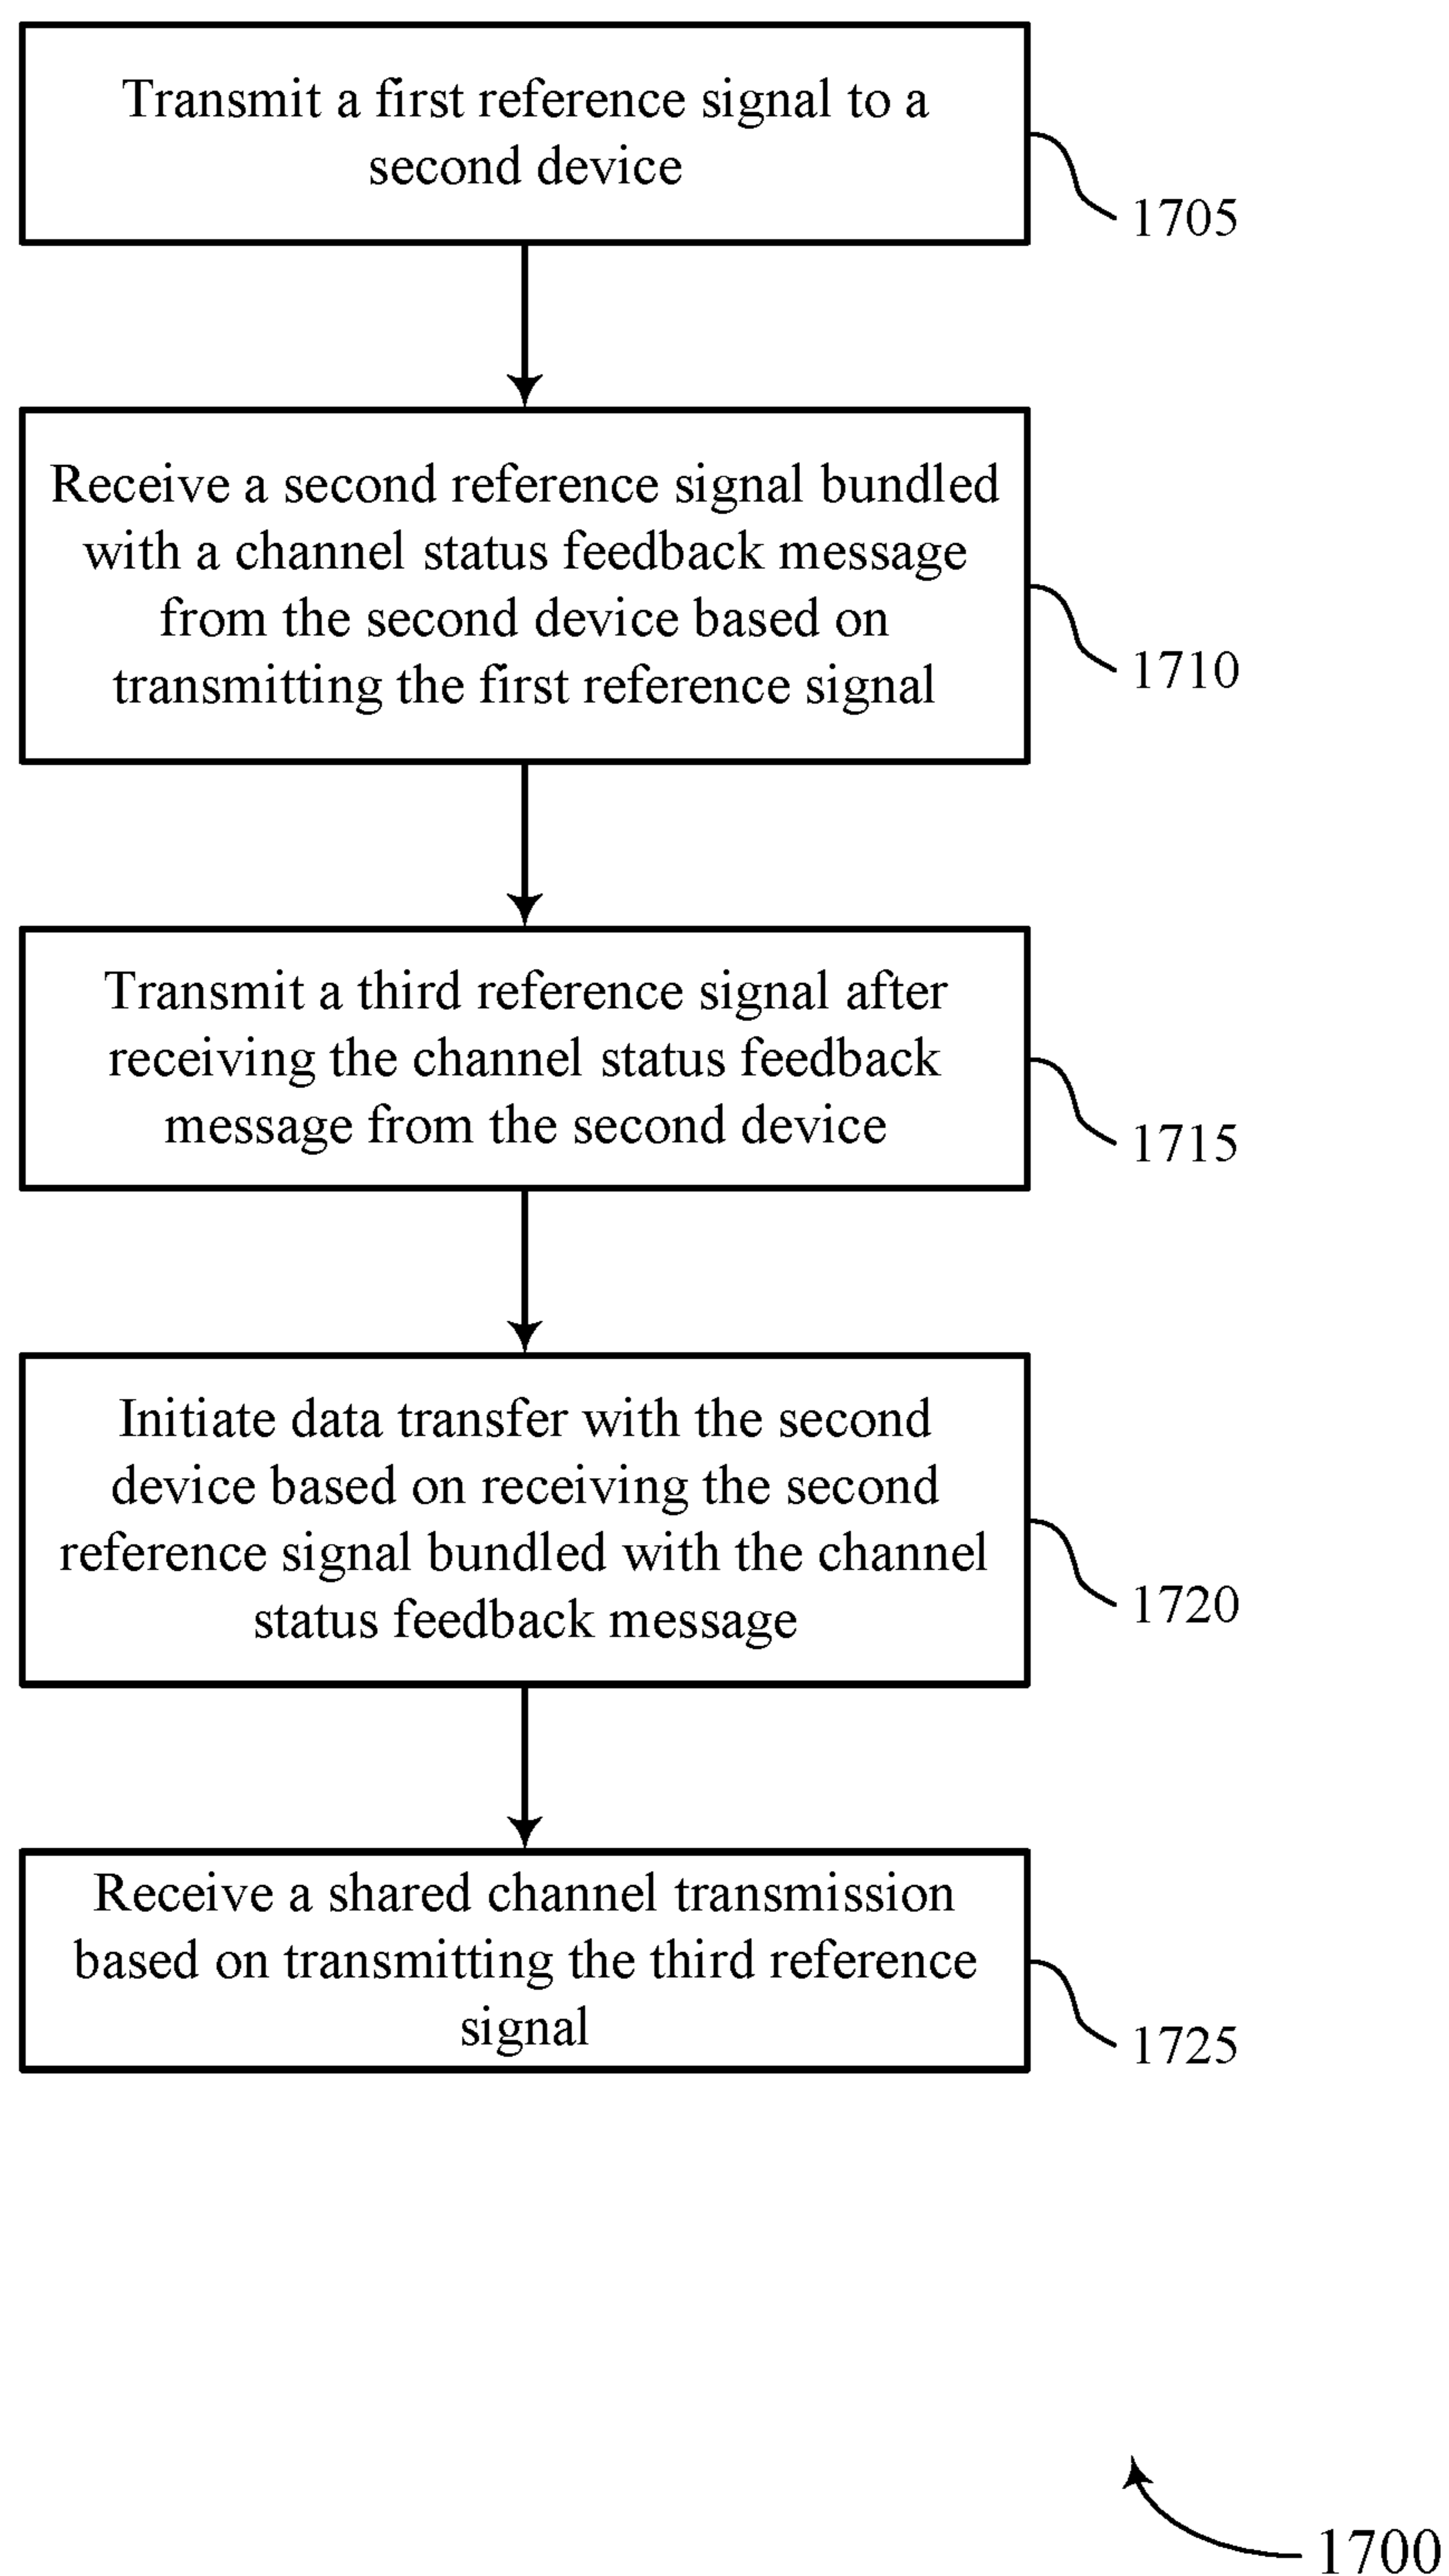 Transmit a first reference signal to a
second device
1705
Receive a second reference signal bundled
with a channel status feedback message
from the second device based on
transmitting the first reference signal
1710
Transmit a third reference signal after
receiving the channel status feedback
message from the second device
1715
Initiate data transfer with the second
device based on receiving the second
reference signal bundled with the channel
status feedback message
1720
Receive a shared channel transmission
based on transmitting the third reference
signal
1725
1700